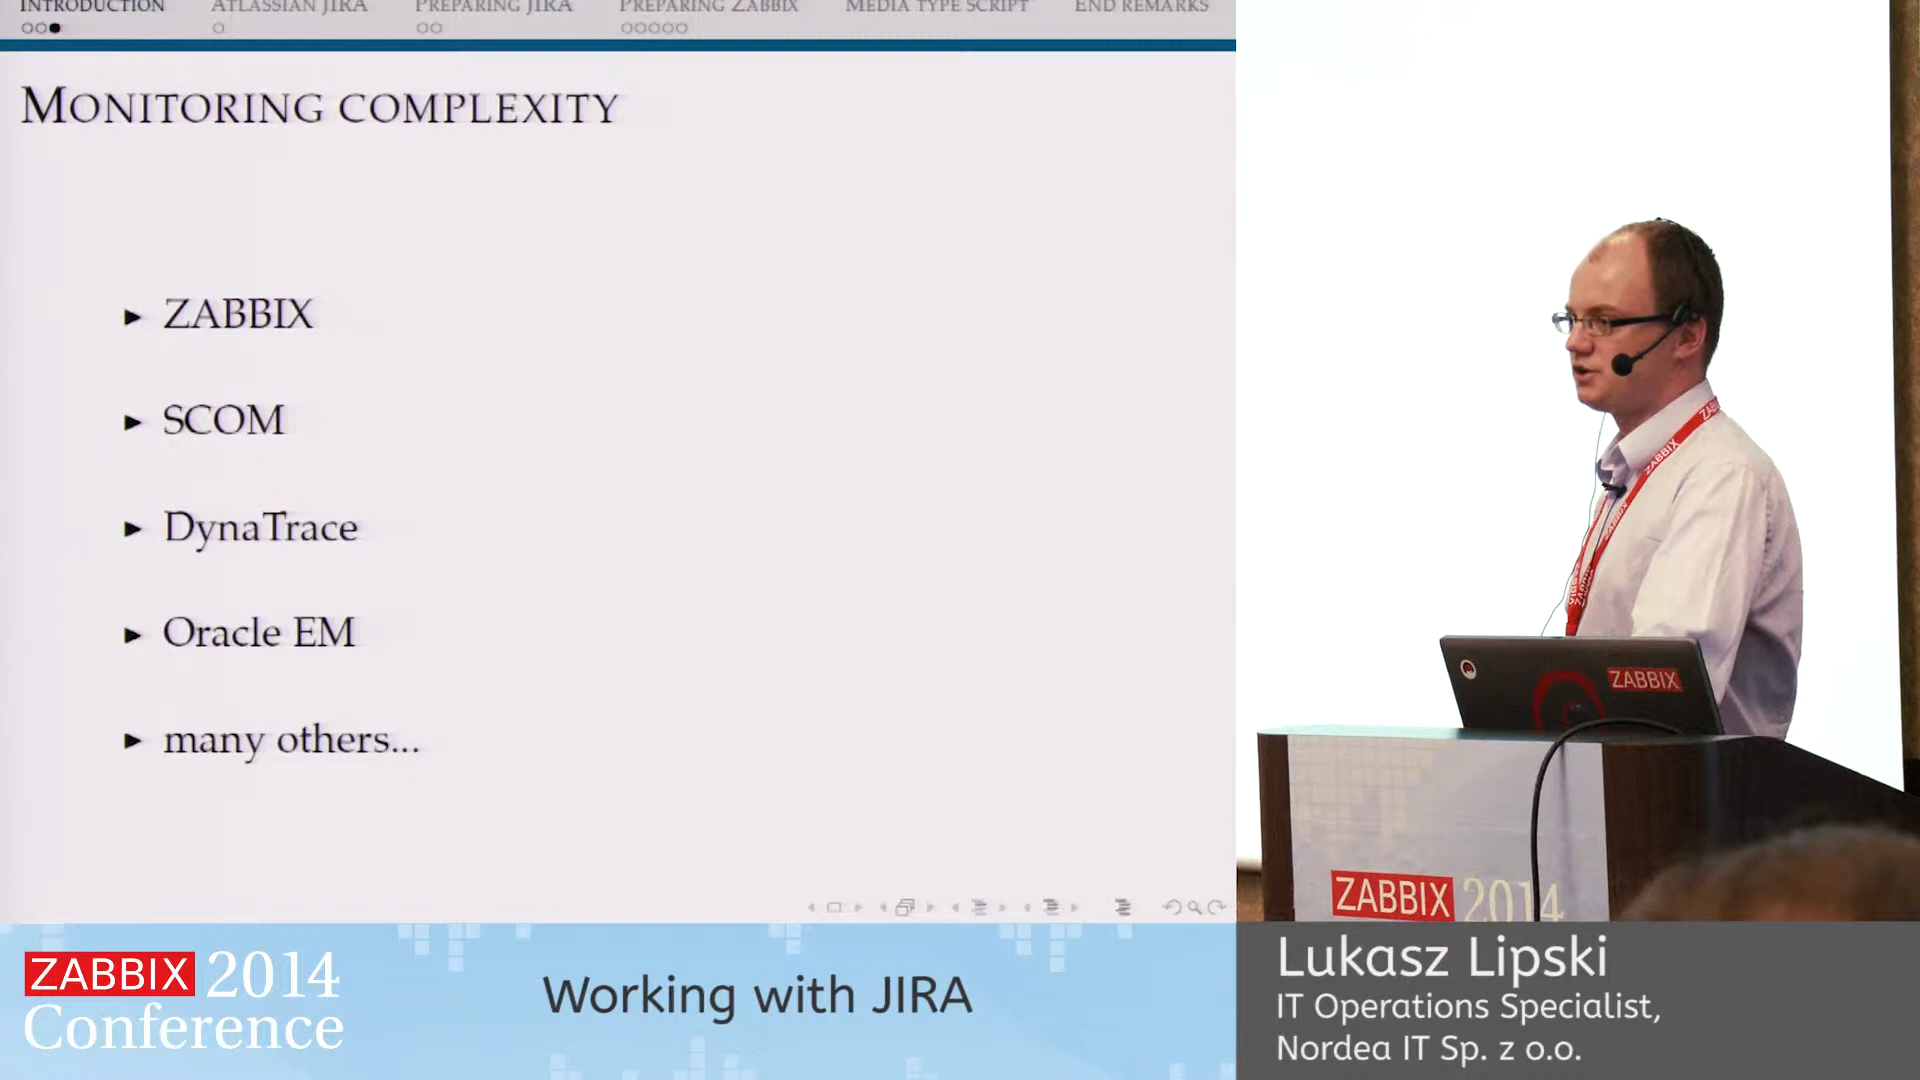 INTRODUCTION ATLASSIAN JIRA PREPARING JIRA PREPARING ZABBIX MEDIA TYPE SCRIPT END REMARKS
MONITORING COMPLEXITY
ZABBIX
SCOM
DynaTrace
Oracle EM
many others...
ZABBIX
ZABBIX
ZABBIX
ZABBIX 2014
ZABBIX 2014
Conference
Working with JIRA
Lukasz Lipski
IT Operations Specialist,
Nordea IT Sp. z o.o.